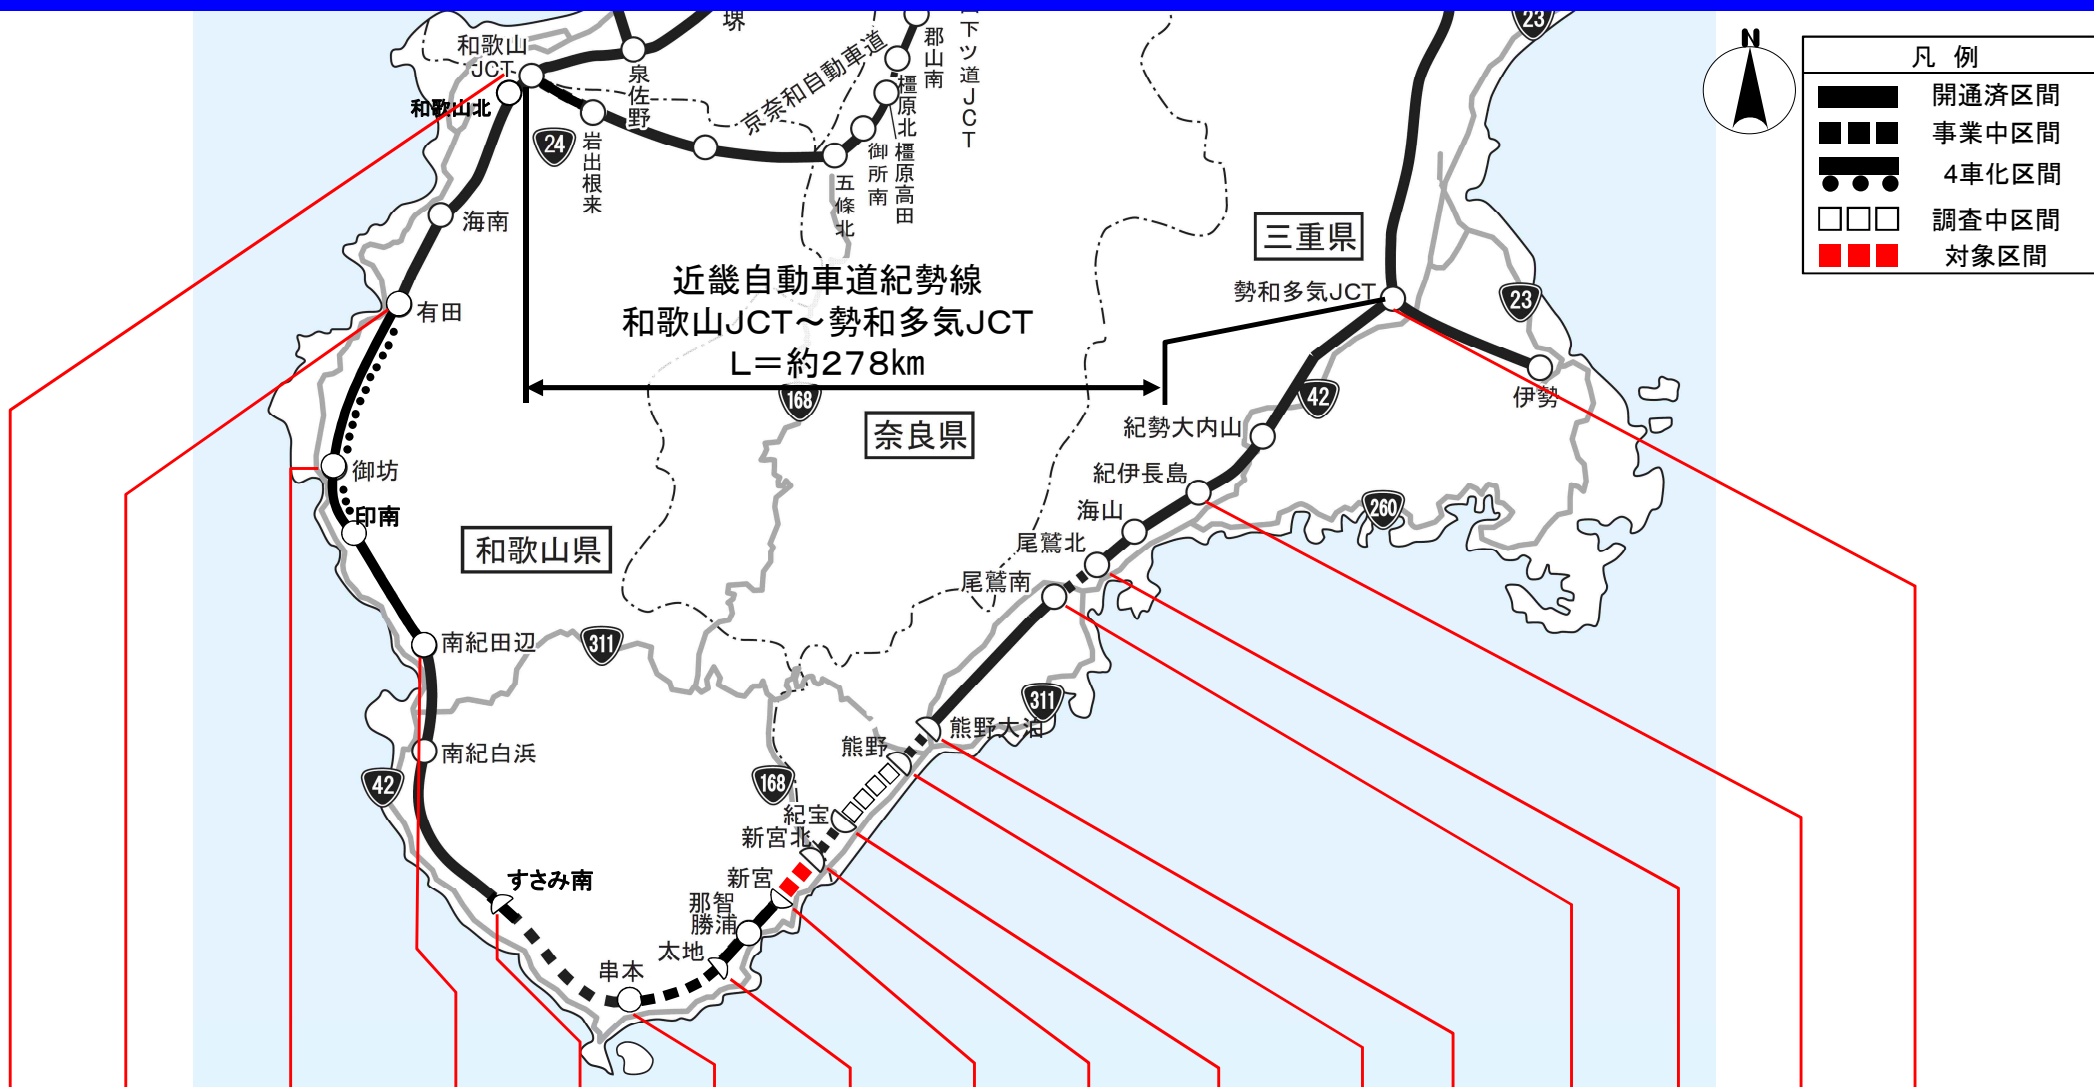 堺
和歌山
JCT
泉佐野
和歌山北
24
岩出根来
京奈和自動車道
郡山南
下ツ道JCT
橿原北
橿原高田
御所南
五條北
海南
有田
御坊
印南
南紀田辺
南紀白浜
すさみ南
串本
太地
那智
勝浦
新宮
新宮北
紀宝
熊野
熊野大泊
尾鷲南
尾鷲北
海山
紀伊長島
紀勢大内山
勢和多気JCT
伊勢
近畿自動車道紀勢線
和歌山JCT～勢和多気JCT
L＝約278km
三重県
奈良県
和歌山県
23
23
42
260
168
311
311
168
42
N
凡例
開通済区間
事業中区間
4車化区間
調査中区間
対象区間